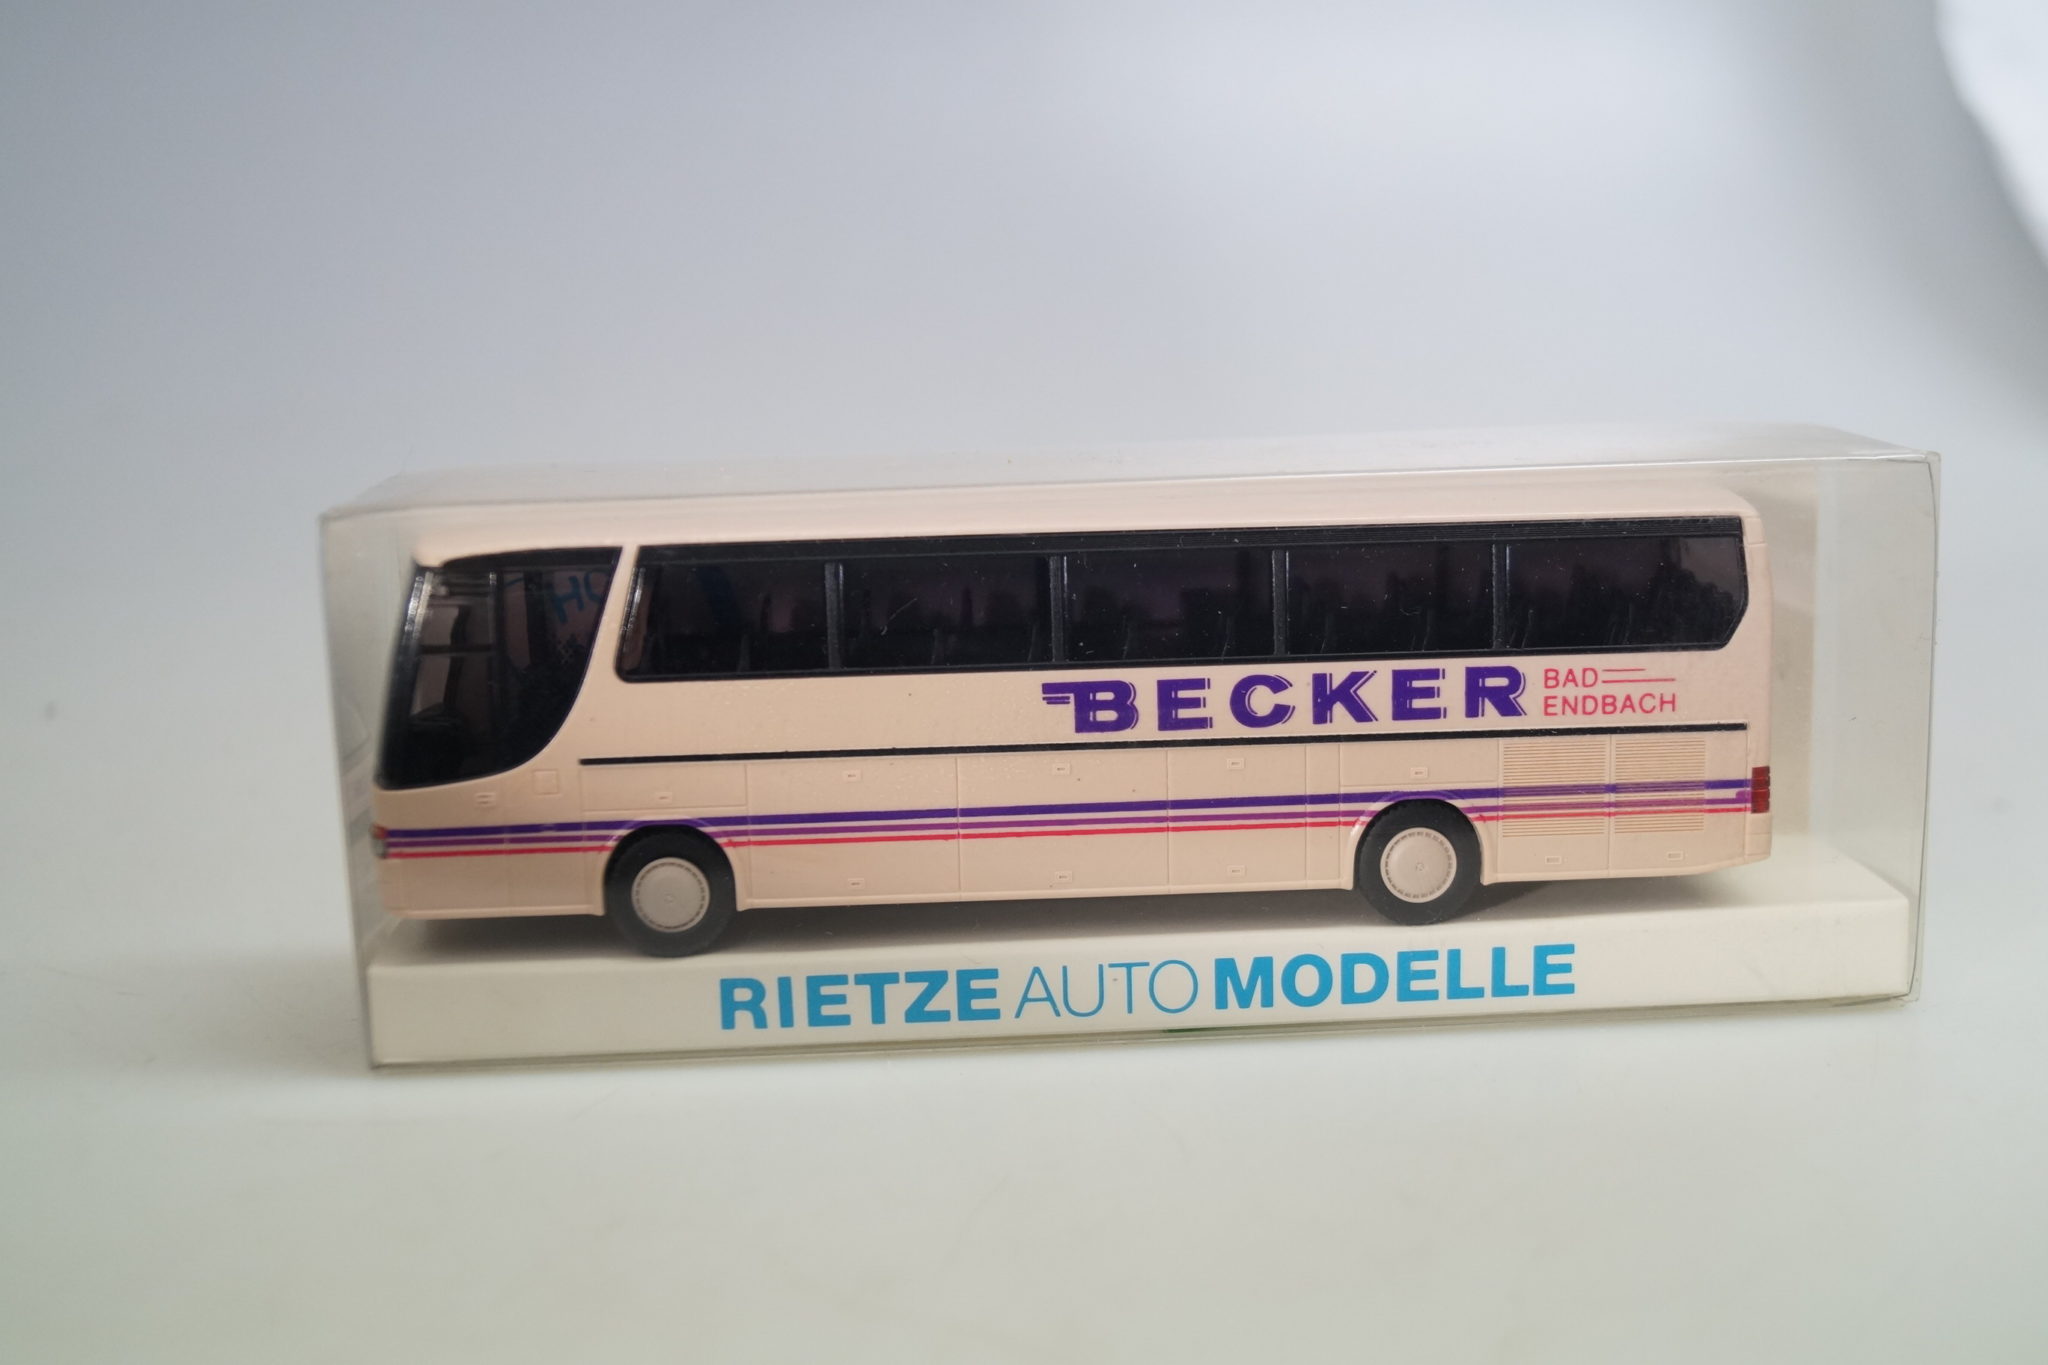 BECKER
BAD
ENDBACH
RIETZE AUTO MODELLE